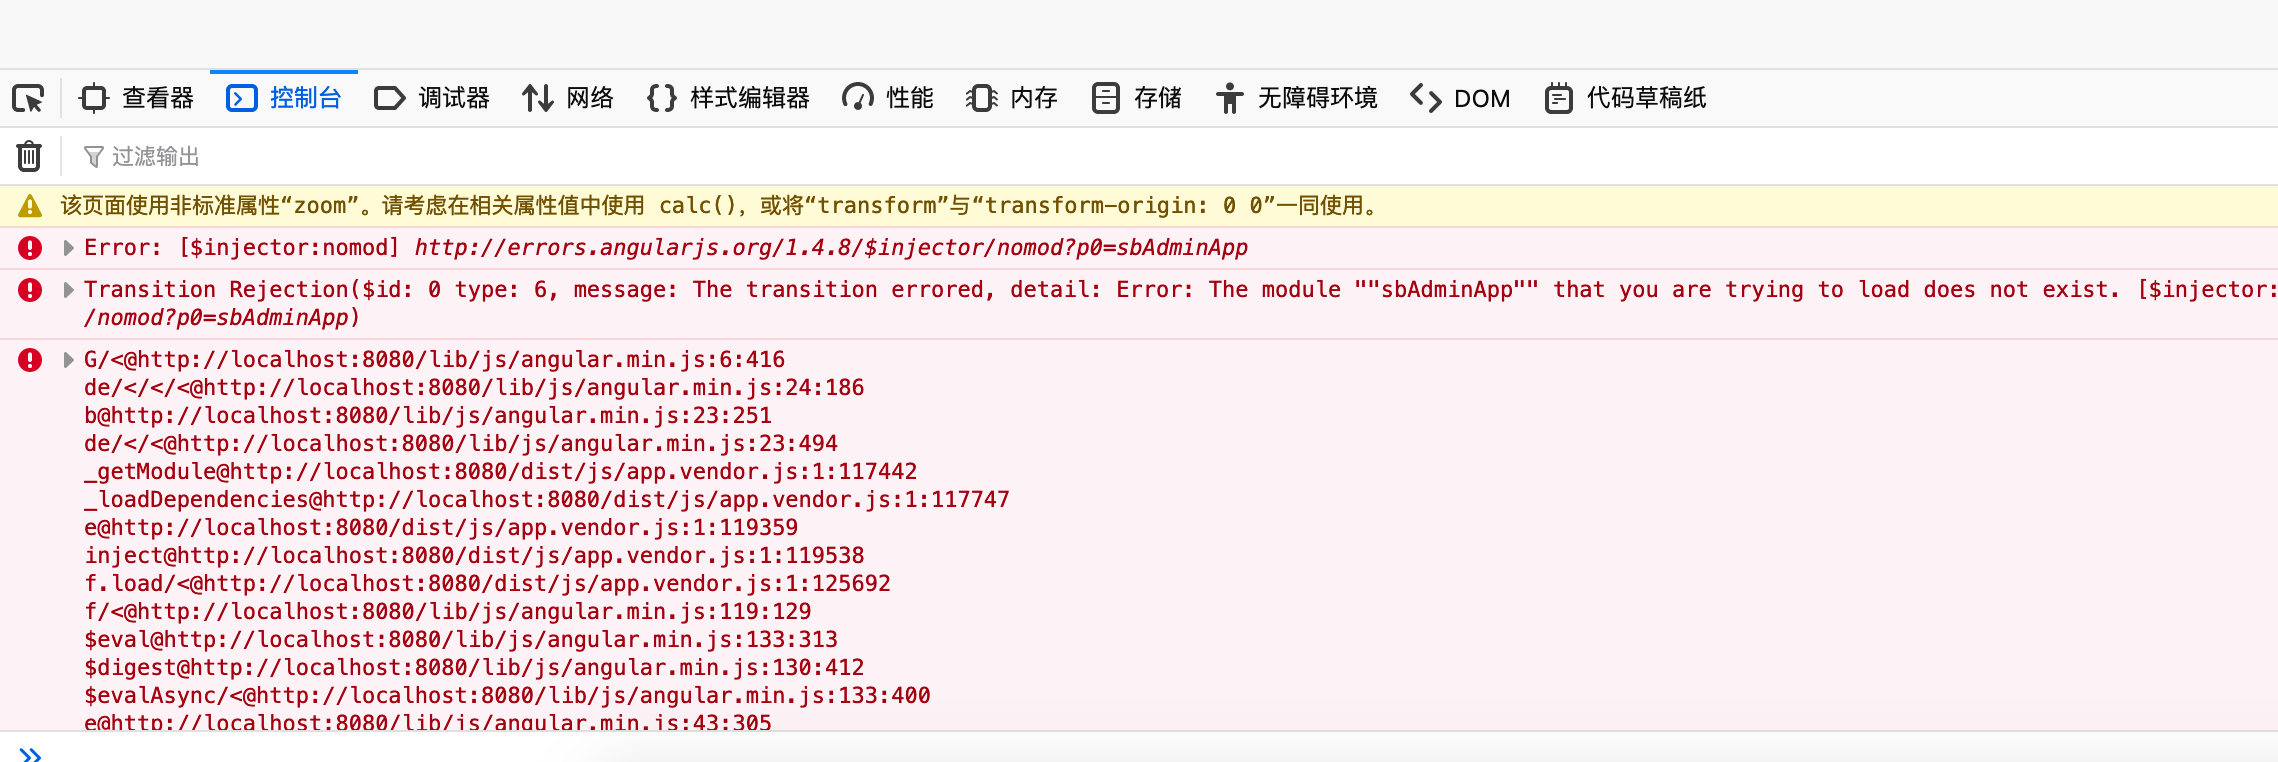 查看器 控制台 调试器 网络 样式编辑器 性能 内存 存储 无障碍环境 DOM 代码草稿纸
过滤输出
该页面使用非标准属性“zoom”。请考虑在相关属性值中使用 calc()，或将“transform”与“transform-origin: 0 0”一同使用。
Error: [$injector:nomod] http://errors.angularjs.org/1.4.8/$injector/nomod?p0=sbAdminApp
Transition Rejection($id: 0 type: 6, message: The transition errored, detail: Error: The module ""sbAdminApp"" that you are trying to load does not exist. [$injector:
/nomod?p0=sbAdminApp)
G/<@http://localhost:8080/lib/js/angular.min.js:6:416
de/</</<@http://localhost:8080/lib/js/angular.min.js:24:186
b@http://localhost:8080/lib/js/angular.min.js:23:251
de/</<@http://localhost:8080/lib/js/angular.min.js:23:494
_getModule@http://localhost:8080/dist/js/app.vendor.js:1:117442
_loadDependencies@http://localhost:8080/dist/js/app.vendor.js:1:117747
e@http://localhost:8080/dist/js/app.vendor.js:1:119359
inject@http://localhost:8080/dist/js/app.vendor.js:1:119538
f.load/<@http://localhost:8080/dist/js/app.vendor.js:1:125692
f/<@http://localhost:8080/lib/js/angular.min.js:119:129
$eval@http://localhost:8080/lib/js/angular.min.js:133:313
$digest@http://localhost:8080/lib/js/angular.min.js:130:412
$evalAsync/<@http://localhost:8080/lib/js/angular.min.js:133:400
e@http://localhost:8080/lib/js/angular.min.js:43:305